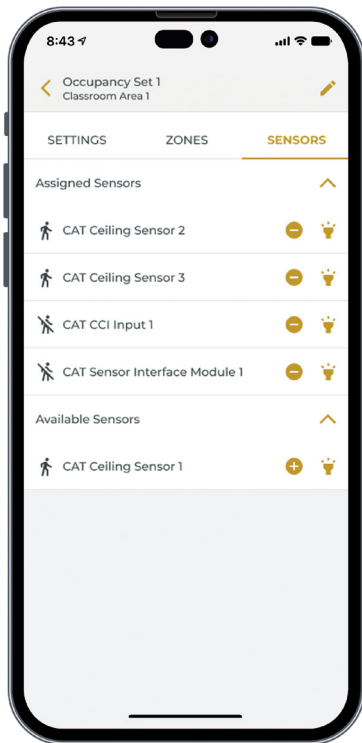 8:43
Occupancy Set 1
Classroom Area 1
SETTINGS ZONES SENSORS
Assigned Sensors
CAT Ceiling Sensor 2
CAT Ceiling Sensor 3
CAT CCI Input 1
CAT Sensor Interface Module 1
Available Sensors
CAT Ceiling Sensor 1